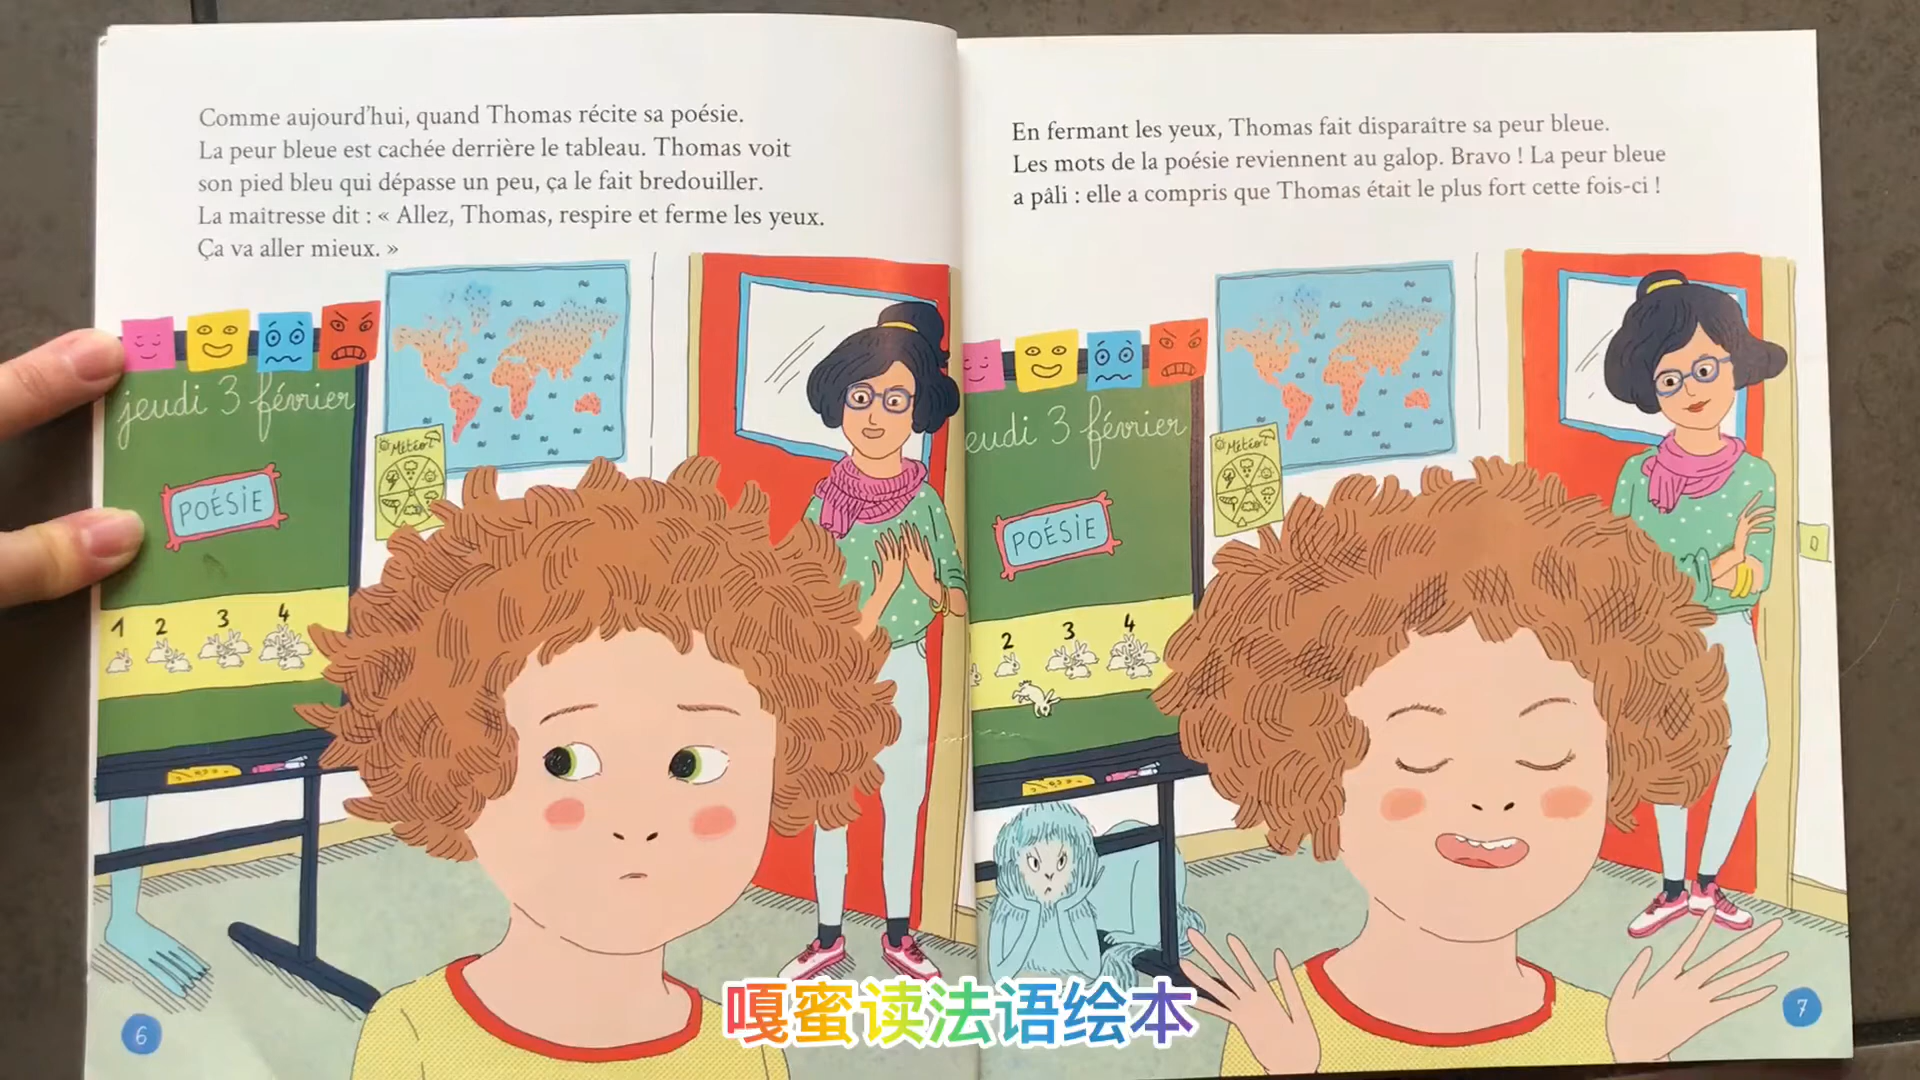 Comme aujourd'hui, quand Thomas récite sa poésie.
La peur bleue est cachée derrière le tableau. Thomas voit
son pied bleu qui dépasse un peu, ça le fait bredouiller.
La maîtresse dit : « Allez, Thomas, respire et ferme les yeux.
Ça va aller mieux. »
jeudi 3 février
Météo
POÉSIE
1 2 3 4
6
En fermant les yeux, Thomas fait disparaître sa peur bleue.
Les mots de la poésie reviennent au galop. Bravo ! La peur bleue
a pâli : elle a compris que Thomas était le plus fort cette fois-ci !
eudi 3 février
Météo
POÉSIE
2 3 4
7
嘎蜜读法语绘本